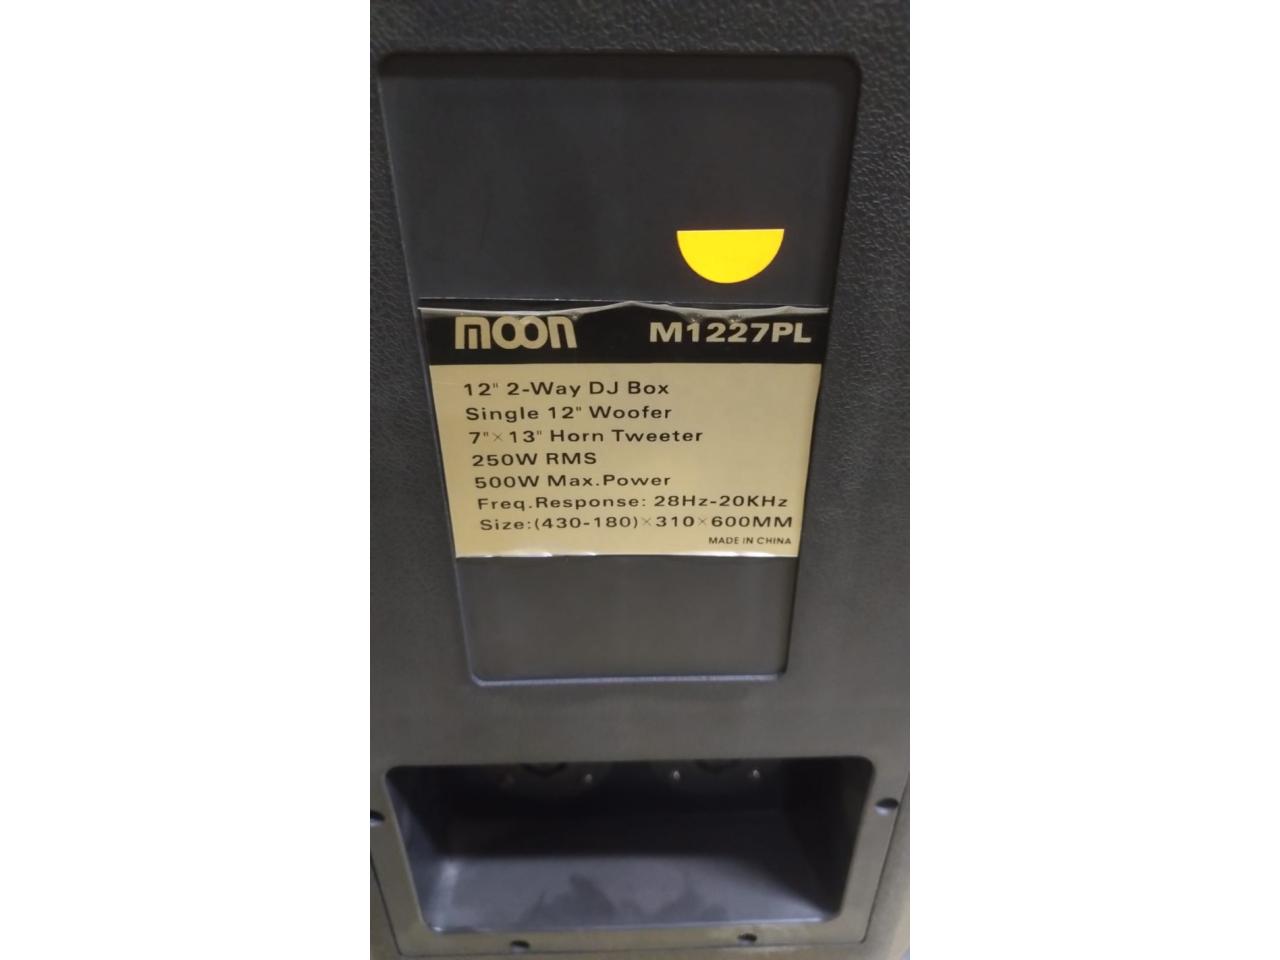 moon M1227PL
12" 2-Way DJ Box
Single 12" Woofer
7"×13" Horn Tweeter
250W RMS
500W Max.Power
Freq.Response: 28Hz-20KHz
Size:(430-180)×310×600MM
MADE IN CHINA